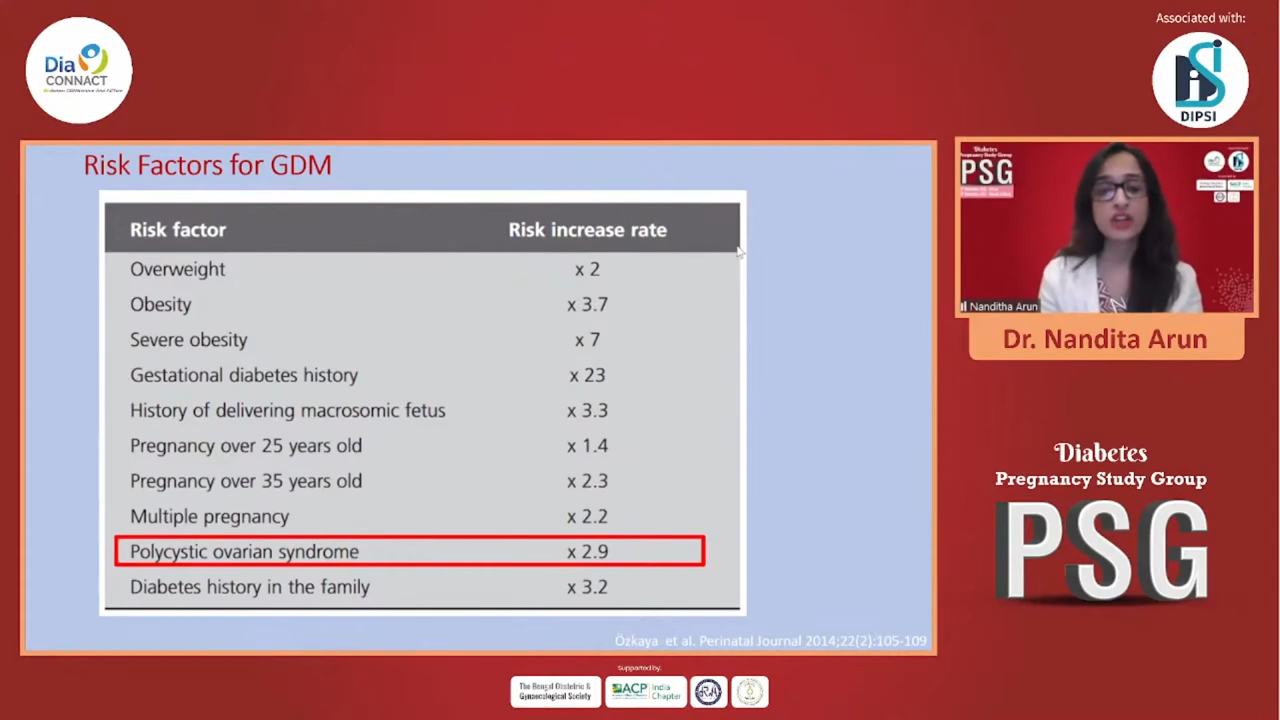 Associated with:
Dia
CONNACT
DIPSI
Risk Factors for GDM
Risk factor Risk increase rate
Overweight x 2
Obesity x 3.7
Severe obesity x 7
Gestational diabetes history x 23
History of delivering macrosomic fetus x 3.3
Pregnancy over 25 years old x 1.4
Pregnancy over 35 years old x 2.3
Multiple pregnancy x 2.2
Polycystic ovarian syndrome x 2.9
Diabetes history in the family x 3.2
Özkaya et al. Perinatal Journal 2014;22(2):105-109
Diabetes
Pregnancy Study Group
PSG
Nanditha Arun
Dr. Nandita Arun
Diabetes
Pregnancy Study Group
PSG
Supported by:
The Bengal Obstetric &
Gynaecological Society
ACP India
Chapter